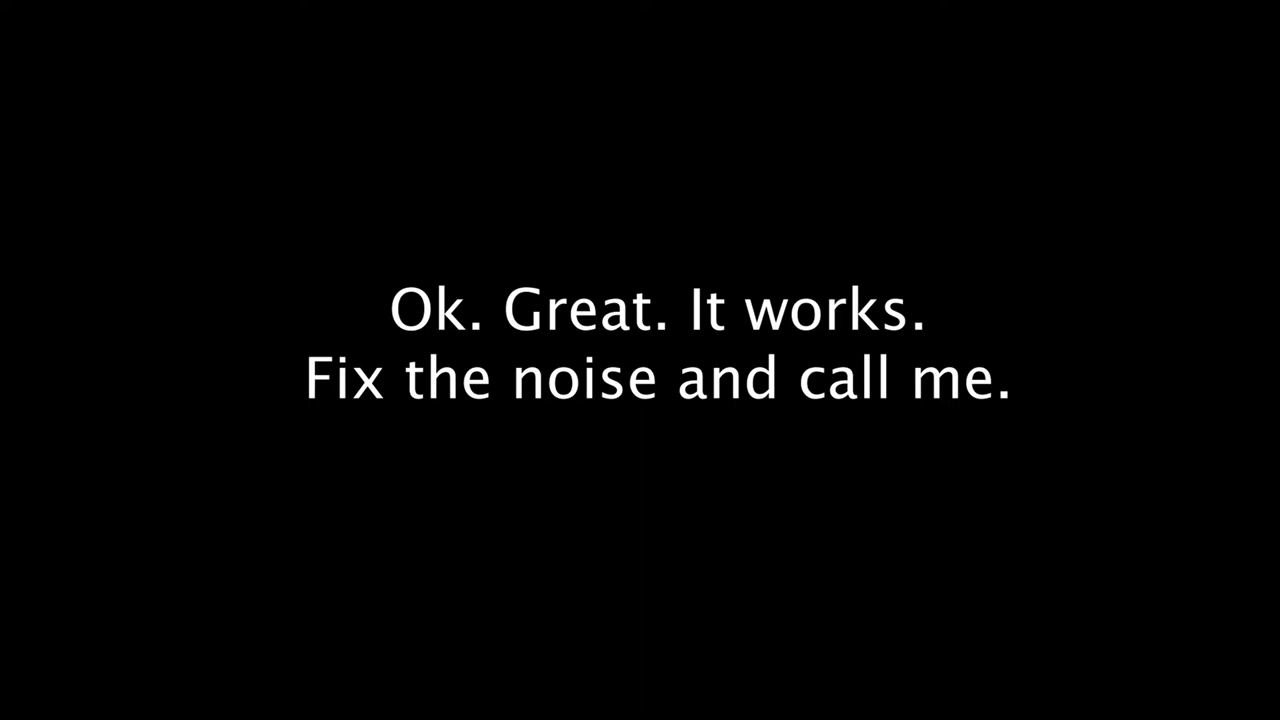 Ok. Great. It works.
Fix the noise and call me.